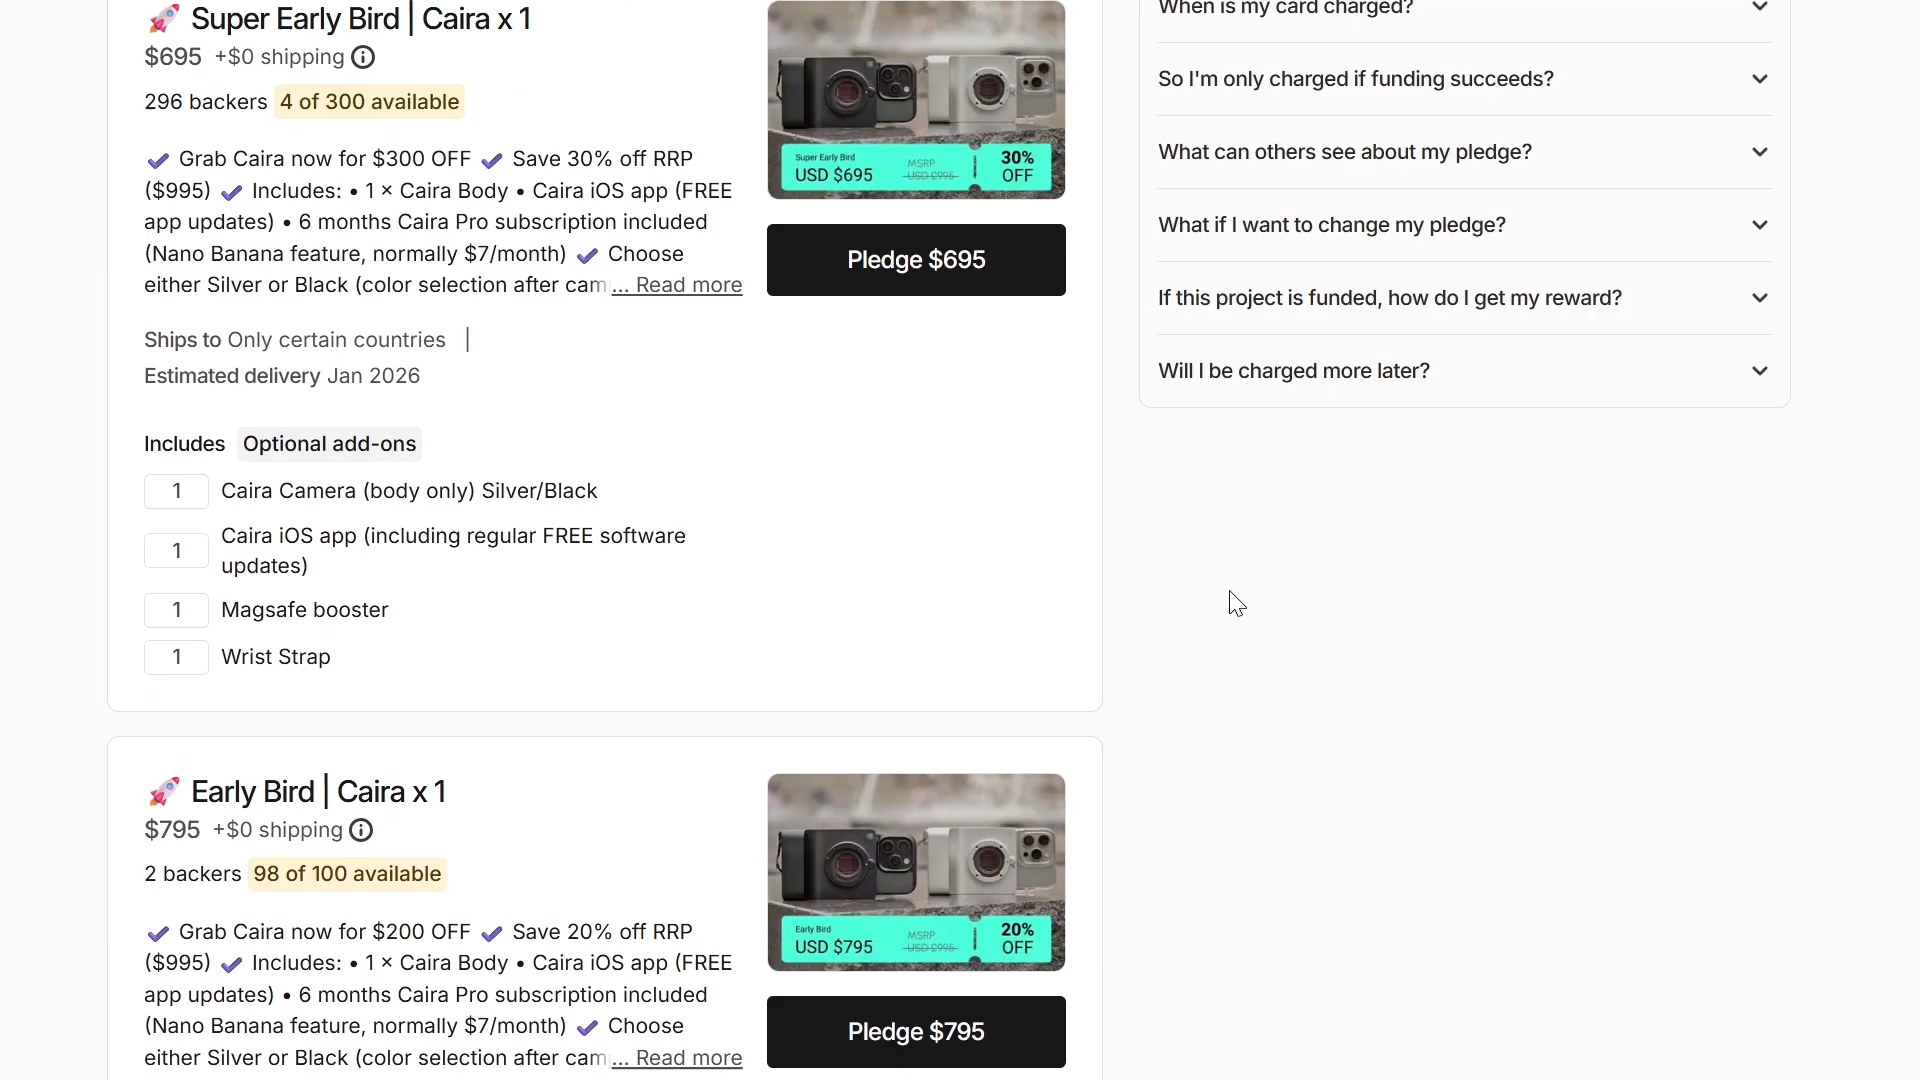 🚀 Super Early Bird | Caira x 1
$695 +$0 shipping
296 backers 4 of 300 available
✔ Grab Caira now for $300 OFF ✔ Save 30% off RRP
($995) ✔ Includes: • 1 × Caira Body • Caira iOS app (FREE
app updates) • 6 months Caira Pro subscription included
(Nano Banana feature, normally $7/month) ✔ Choose
either Silver or Black (color selection after cam... Read more
Super Early Bird
USD $695
MSRP
USD $995
30%
OFF
Pledge $695
Ships to Only certain countries |
Estimated delivery Jan 2026
Includes Optional add-ons
1 Caira Camera (body only) Silver/Black
1 Caira iOS app (including regular FREE software
updates)
1 Magsafe booster
1 Wrist Strap
🚀 Early Bird | Caira x 1
$795 +$0 shipping
2 backers 98 of 100 available
✔ Grab Caira now for $200 OFF ✔ Save 20% off RRP
($995) ✔ Includes: • 1 × Caira Body • Caira iOS app (FREE
app updates) • 6 months Caira Pro subscription included
(Nano Banana feature, normally $7/month) ✔ Choose
either Silver or Black (color selection after cam... Read more
Early Bird
USD $795
MSRP
USD $995
20%
OFF
Pledge $795
When is my card charged?
So I'm only charged if funding succeeds?
What can others see about my pledge?
What if I want to change my pledge?
If this project is funded, how do I get my reward?
Will I be charged more later?